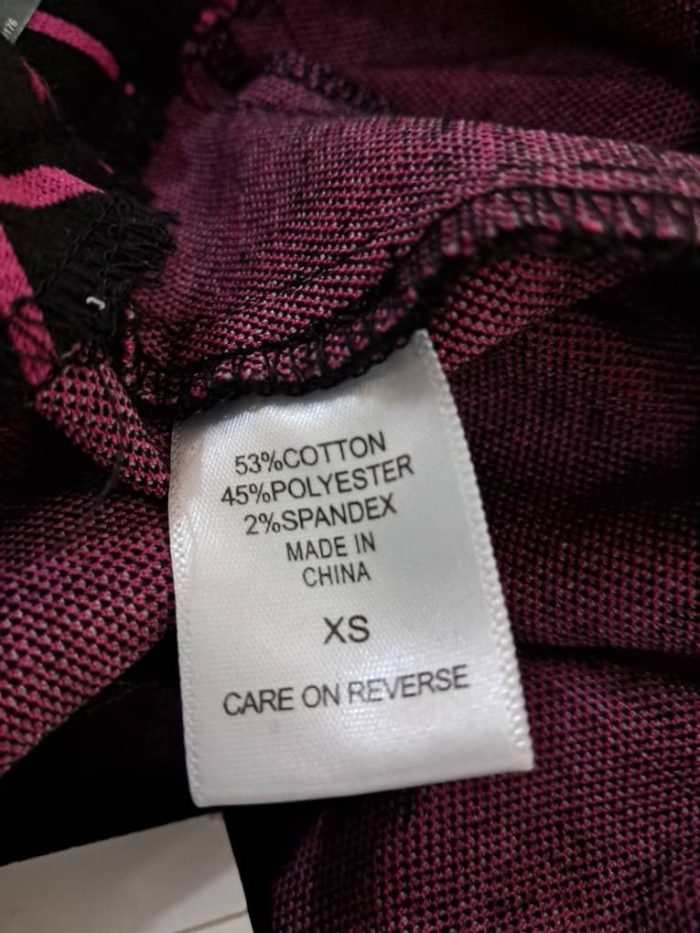 53%COTTON
45%POLYESTER
2%SPANDEX
MADE IN
CHINA
XS
CARE ON REVERSE